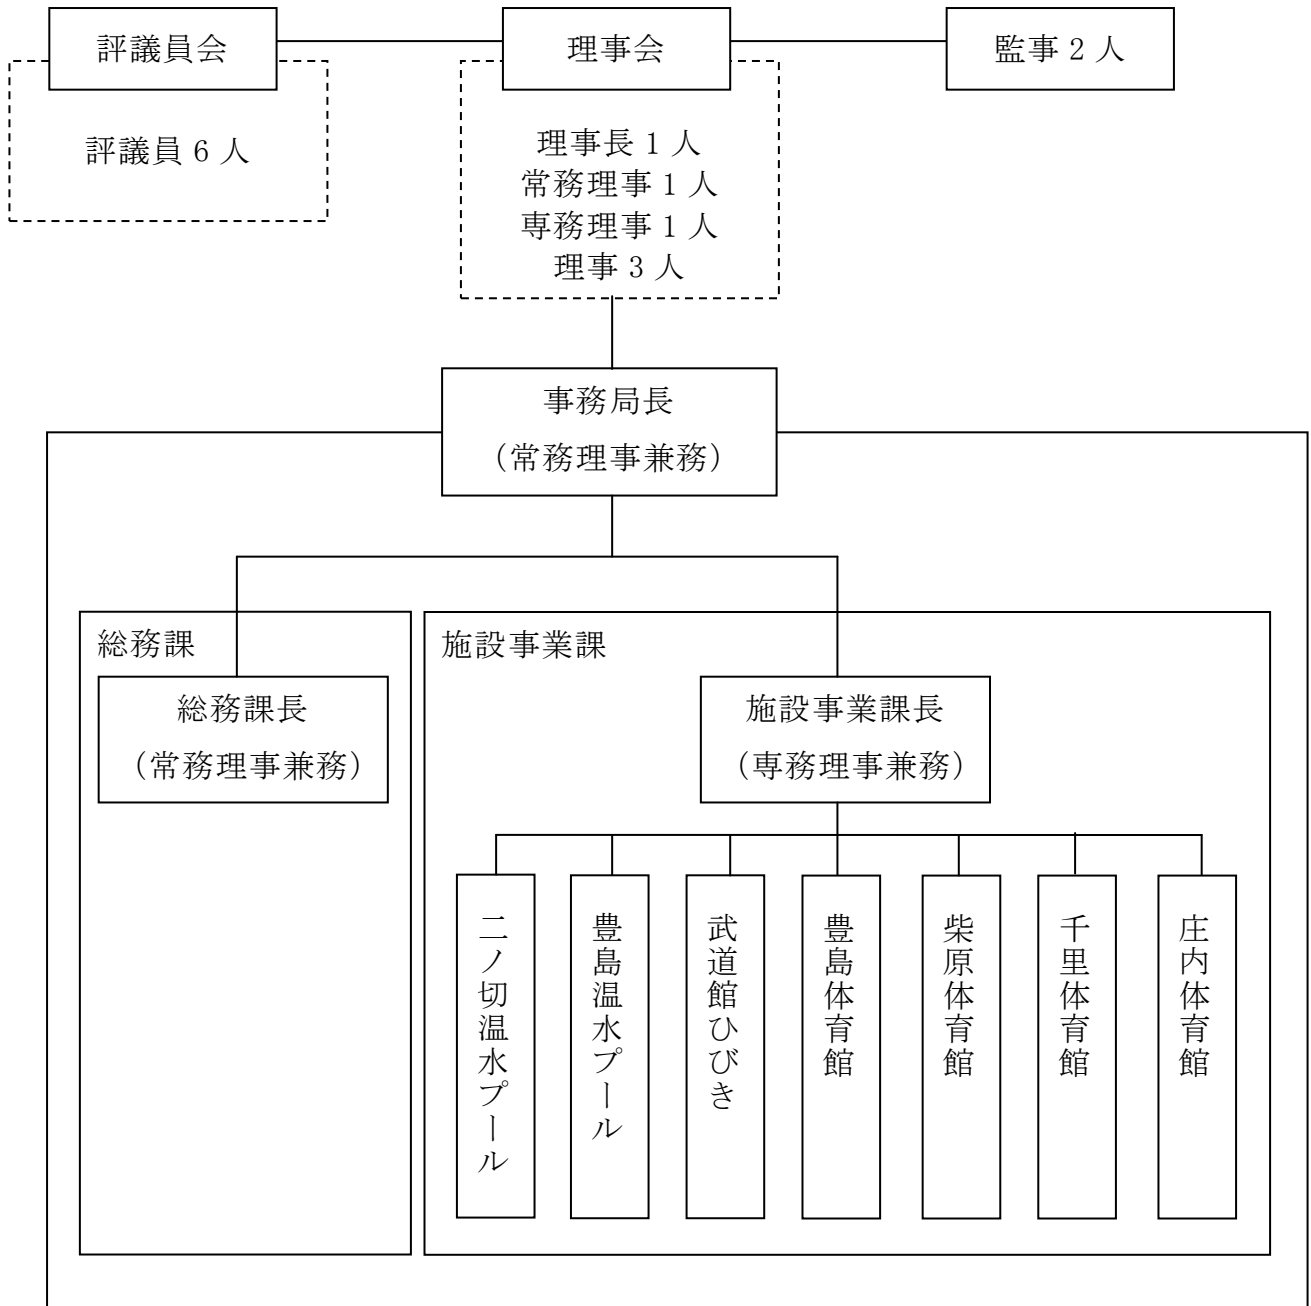 評議員会
理事会
監事 2 人
評議員 6 人
理事長 1 人
常務理事 1 人
専務理事 1 人
理事 3 人
事務局長
（常務理事兼務）
総務課
総務課長
（常務理事兼務）
施設事業課
施設事業課長
（専務理事兼務）
二ノ切温水プール
豊島温水プール
武道館ひびき
豊島体育館
柴原体育館
千里体育館
庄内体育館